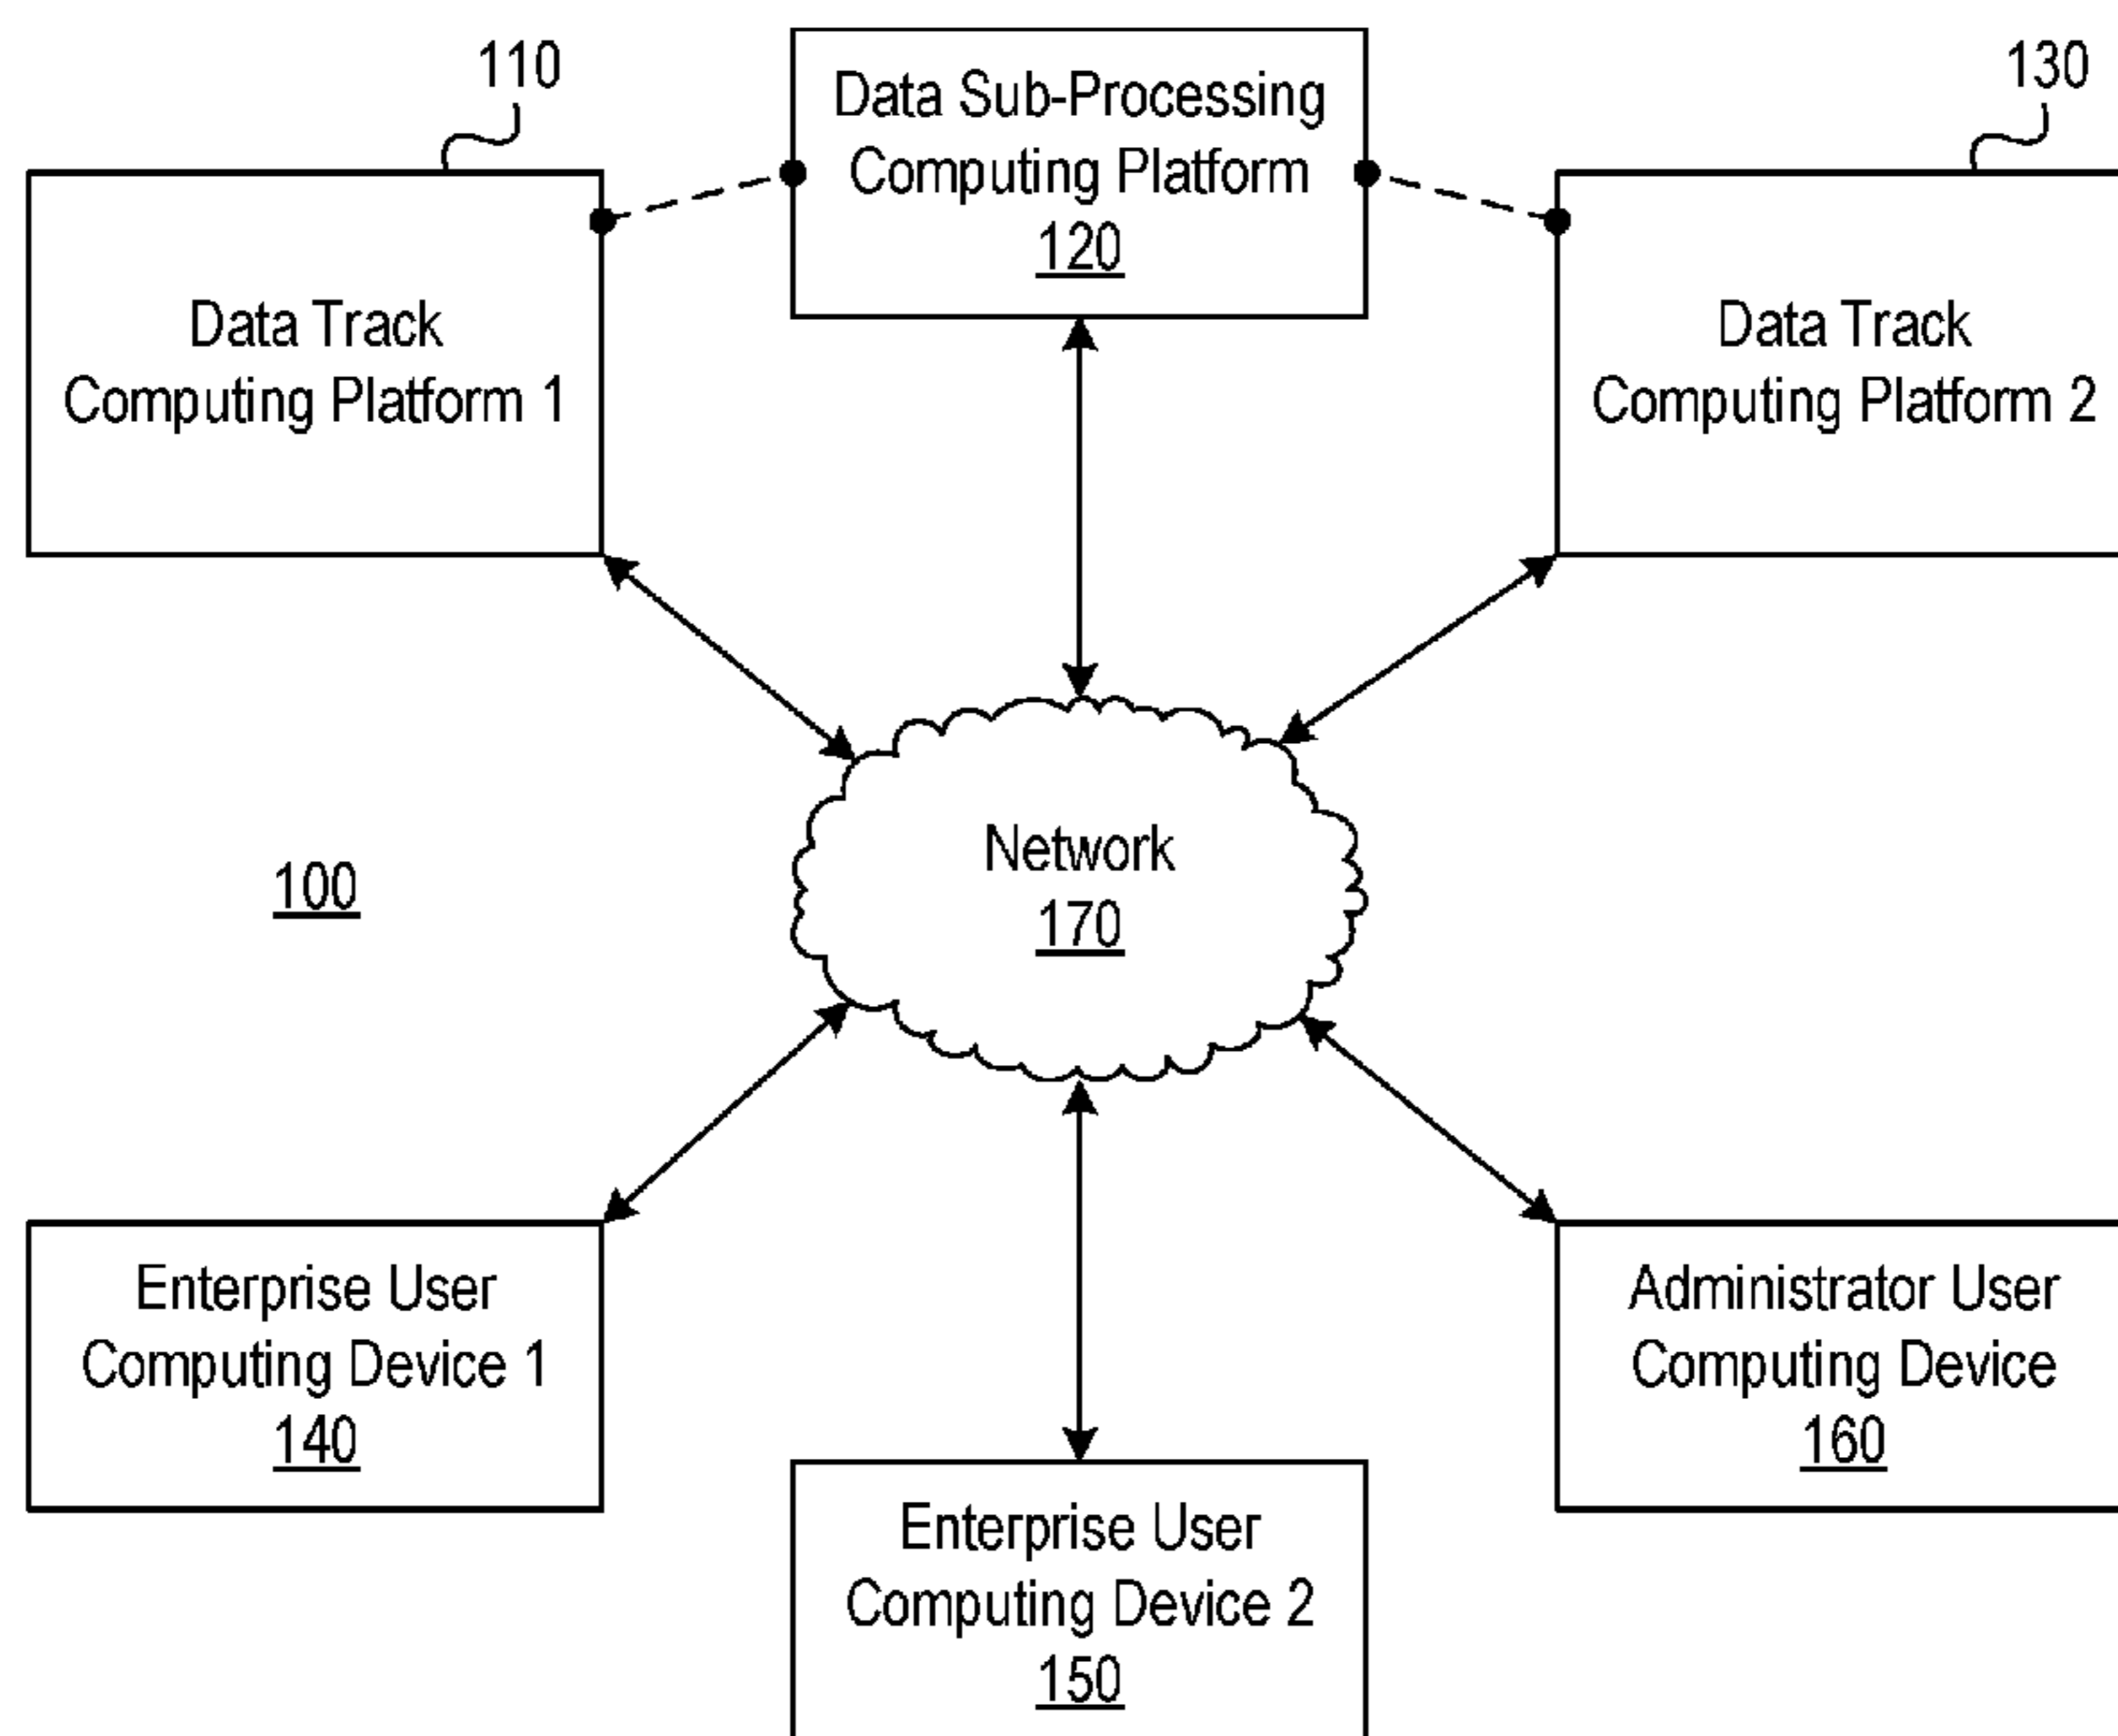 110
Data Sub-Processing
Computing Platform
120
130
Data Track
Computing Platform 1
Data Track
Computing Platform 2
100
Network
170
Enterprise User
Computing Device 1
140
Enterprise User
Computing Device 2
150
Administrator User
Computing Device
160